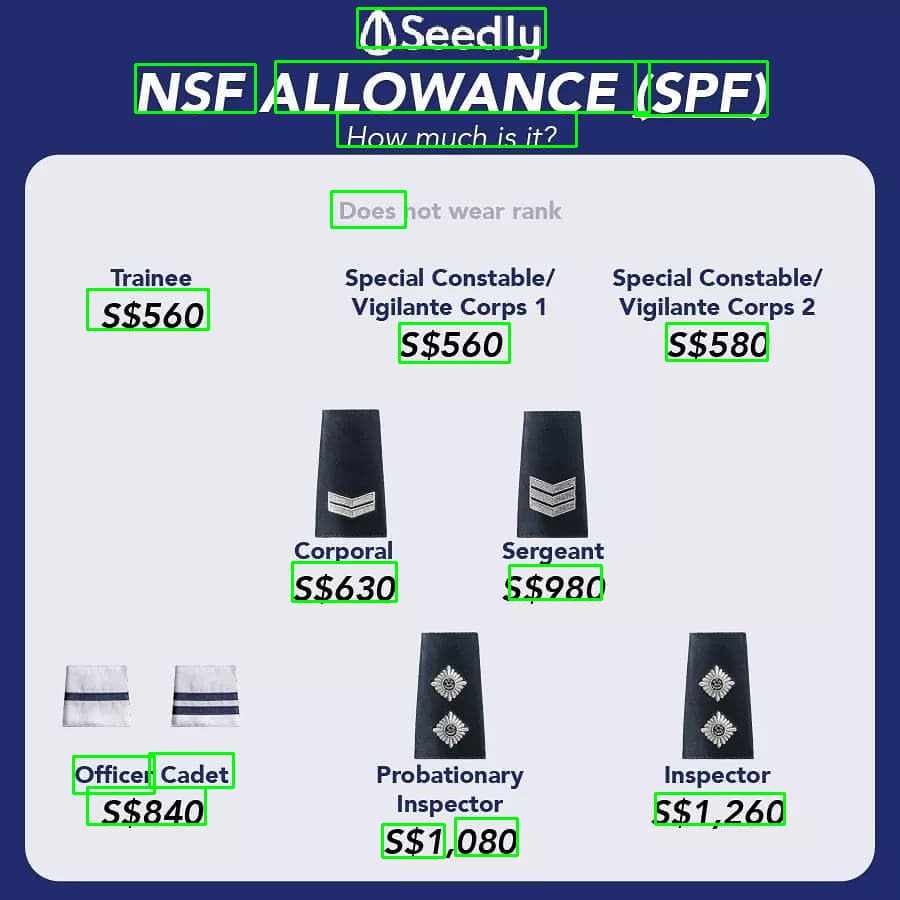 Seedly
NSF ALLOWANCE (SPF)
How much is it?
Does not wear rank
Trainee
S$560
Special Constable/
Vigilante Corps 1
S$560
Special Constable/
Vigilante Corps 2
S$580
Corporal
S$630
Sergeant
S$980
Officer Cadet
S$840
Probationary
Inspector
S$1,080
Inspector
S$1,260